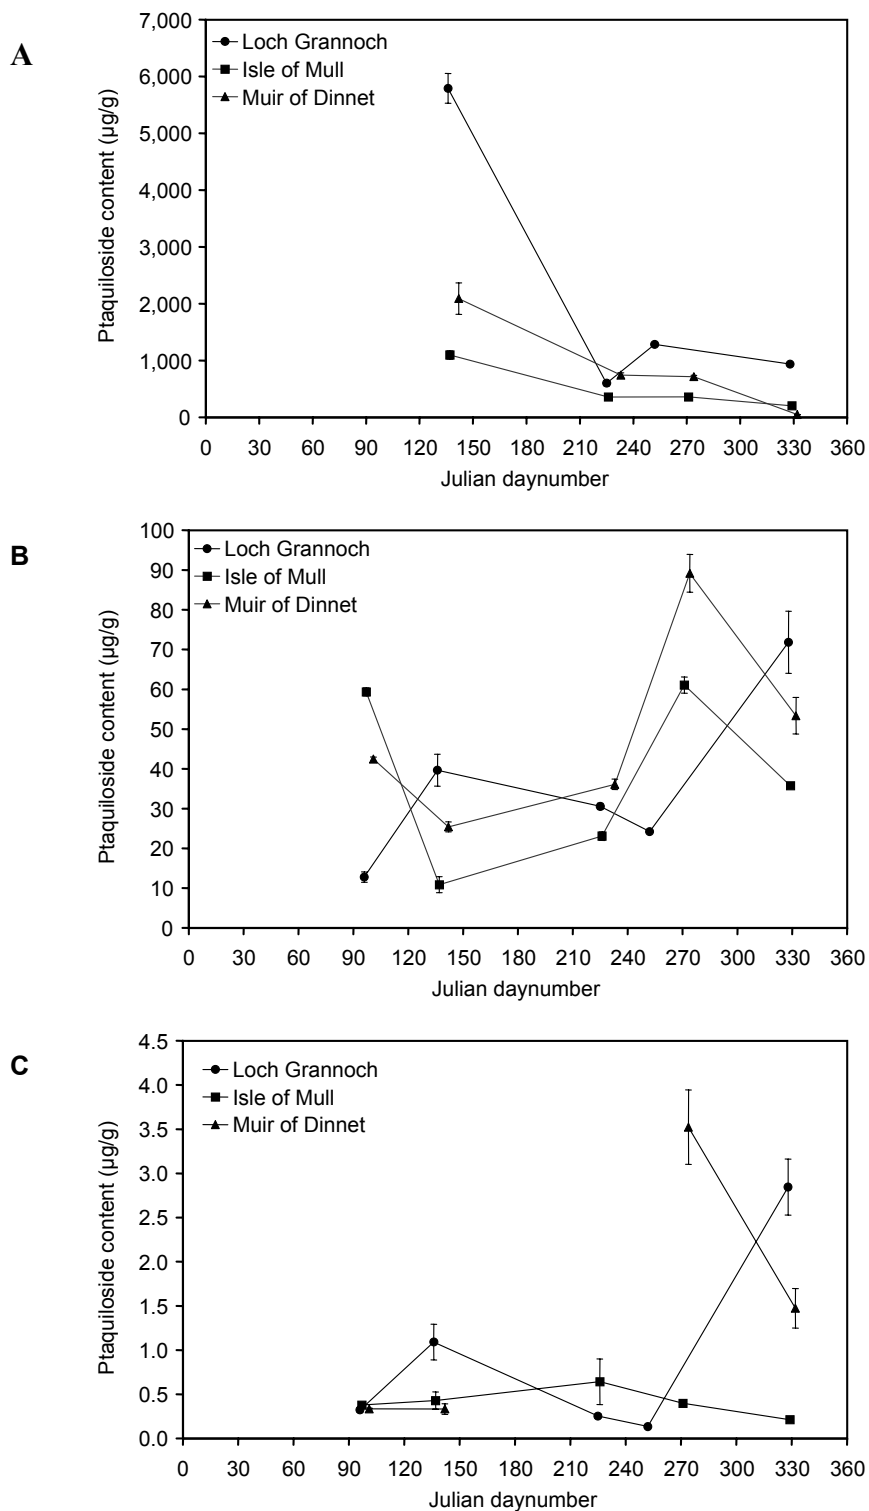 A
Ptaquiloside content (µg/g)
7,000
6,000
5,000
4,000
3,000
2,000
1,000
0
Loch Grannoch
Isle of Mull
Muir of Dinnet
0 30 60 90 120 150 180 210 240 270 300 330 360
Julian daynumber
B
Ptaquiloside content (µg/g)
100
90
80
70
60
50
40
30
20
10
0
Loch Grannoch
Isle of Mull
Muir of Dinnet
0 30 60 90 120 150 180 210 240 270 300 330 360
Julian daynumber
C
Ptaquiloside content (µg/g)
4.5
4.0
3.5
3.0
2.5
2.0
1.5
1.0
0.5
0.0
Loch Grannoch
Isle of Mull
Muir of Dinnet
0 30 60 90 120 150 180 210 240 270 300 330 360
Julian daynumber